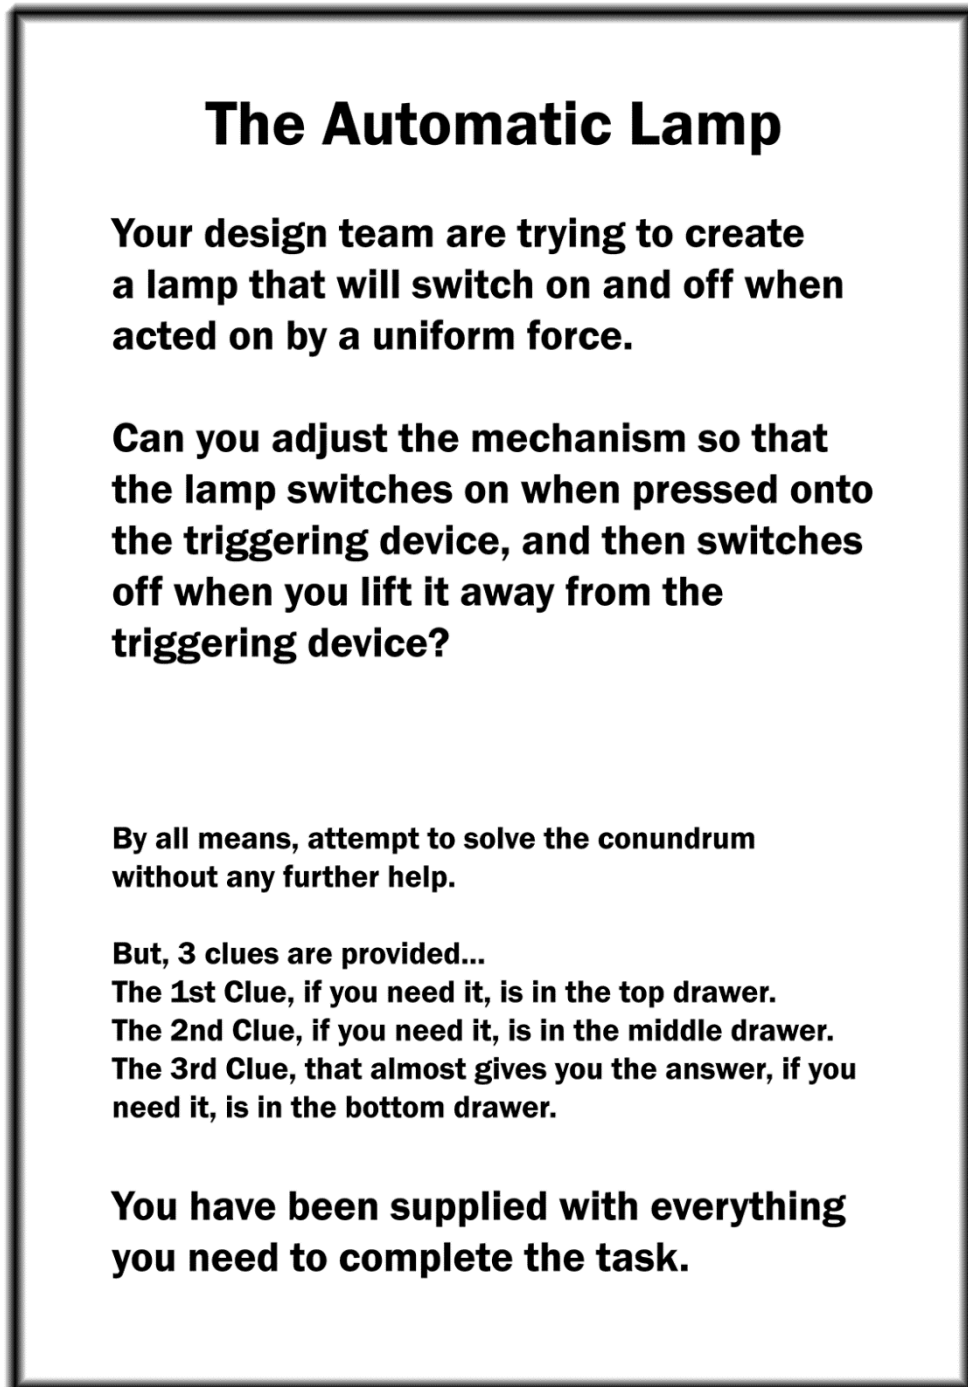 The Automatic Lamp
Your design team are trying to create
a lamp that will switch on and off when
acted on by a uniform force.
Can you adjust the mechanism so that
the lamp switches on when pressed onto
the triggering device, and then switches
off when you lift it away from the
triggering device?
By all means, attempt to solve the conundrum
without any further help.
But, 3 clues are provided...
The 1st Clue, if you need it, is in the top drawer.
The 2nd Clue, if you need it, is in the middle drawer.
The 3rd Clue, that almost gives you the answer, if you
need it, is in the bottom drawer.
You have been supplied with everything
you need to complete the task.